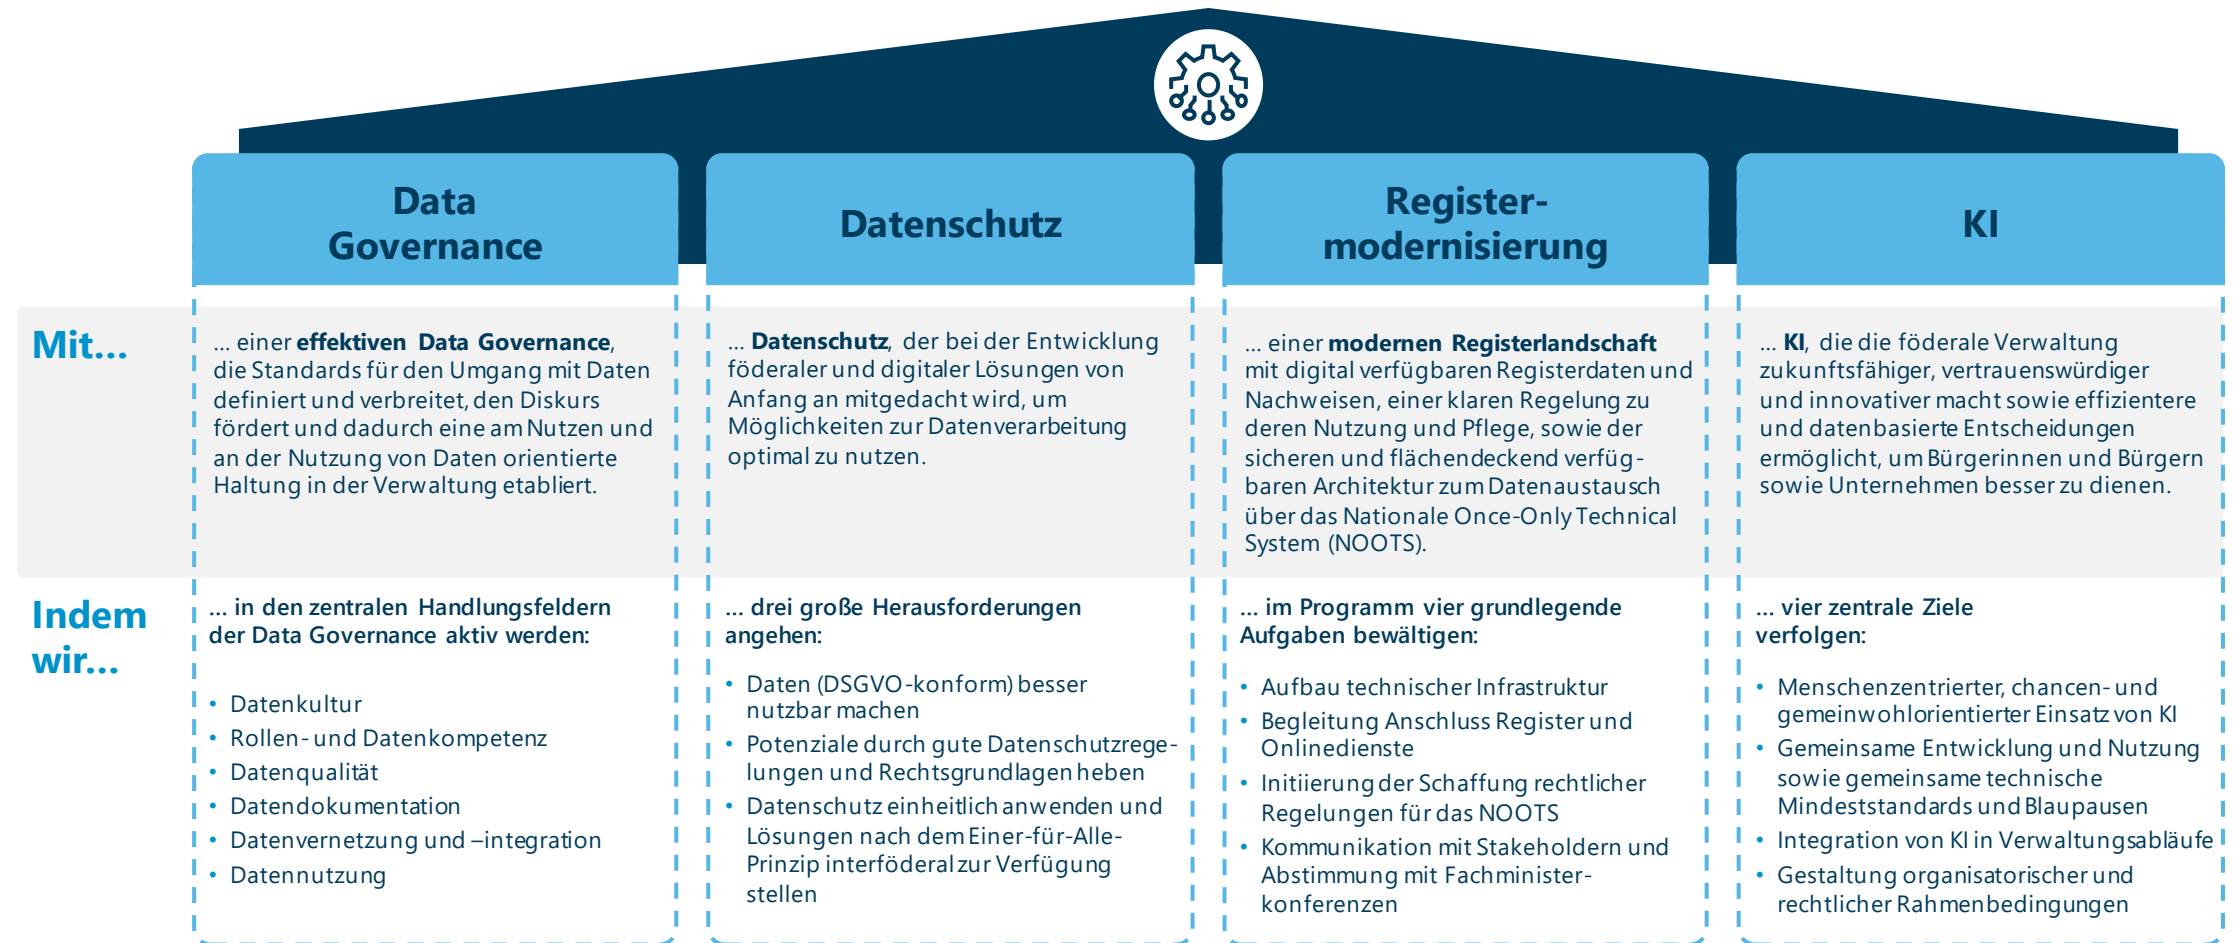 Data
Governance
Datenschutz
Register-
modernisierung
KI
Mit...
... einer effektiven Data Governance,
die Standards für den Umgang mit Daten
definiert und verbreitet, den Diskurs
fördert und dadurch eine am Nutzen und
an der Nutzung von Daten orientierte
Haltung in der Verwaltung etabliert.
... Datenschutz, der bei der Entwicklung
föderaler und digitaler Lösungen von
Anfang an mitgedacht wird, um
Möglichkeiten zur Datenverarbeitung
optimal zu nutzen.
... einer modernen Registerlandschaft
mit digital verfügbaren Registerdaten und
Nachweisen, einer klaren Regelung zu
deren Nutzung und Pflege, sowie der
sicheren und flächendeckend verfüg-
baren Architektur zum Datenaustausch
über das Nationale Once-Only Technical
System (NOOTS).
... KI, die die föderale Verwaltung
zukunftsfähiger, vertrauenswürdiger
und innovativer macht sowie effizientere
und datenbasierte Entscheidungen
ermöglicht, um Bürgerinnen und Bürgern
sowie Unternehmen besser zu dienen.
Indem
wir...
... in den zentralen Handlungsfeldern
der Data Governance aktiv werden:
• Datenkultur
• Rollen- und Datenkompetenz
• Datenqualität
• Datendokumentation
• Datenvernetzung und –integration
• Datennutzung
... drei große Herausforderungen
angehen:
• Daten (DSGVO-konform) besser
nutzbar machen
• Potenziale durch gute Datenschutzrege-
lungen und Rechtsgrundlagen heben
• Datenschutz einheitlich anwenden und
Lösungen nach dem Einer-für-Alle-
Prinzip interföderal zur Verfügung
stellen
... im Programm vier grundlegende
Aufgaben bewältigen:
• Aufbau technischer Infrastruktur
• Begleitung Anschluss Register und
Onlinedienste
• Initiierung der Schaffung rechtlicher
Regelungen für das NOOTS
• Kommunikation mit Stakeholdern und
Abstimmung mit Fachminister-
konferenzen
... vier zentrale Ziele
verfolgen:
• Menschenzentrierter, chancen- und
gemeinwohlorientierter Einsatz von KI
• Gemeinsame Entwicklung und Nutzung
sowie gemeinsame technische
Mindeststandards und Blaupausen
• Integration von KI in Verwaltungsabläufe
• Gestaltung organisatorischer und
rechtlicher Rahmenbedingungen